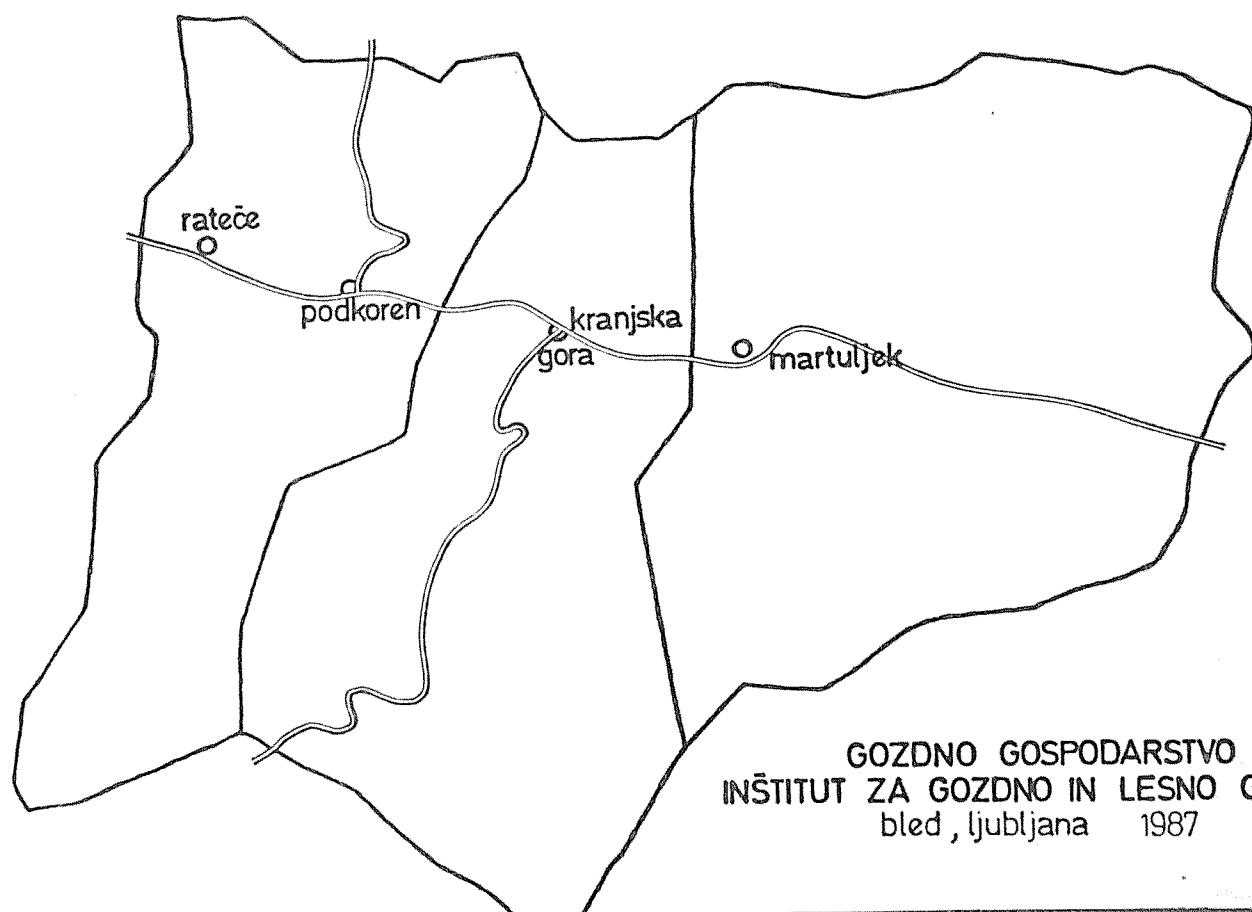 rateče
podkoren
kranjska
gora
martuljek
GOZDNO GOSPODARSTVO
INŠTITUT ZA GOZDNO IN LESNO G
bled, ljubljana 1987